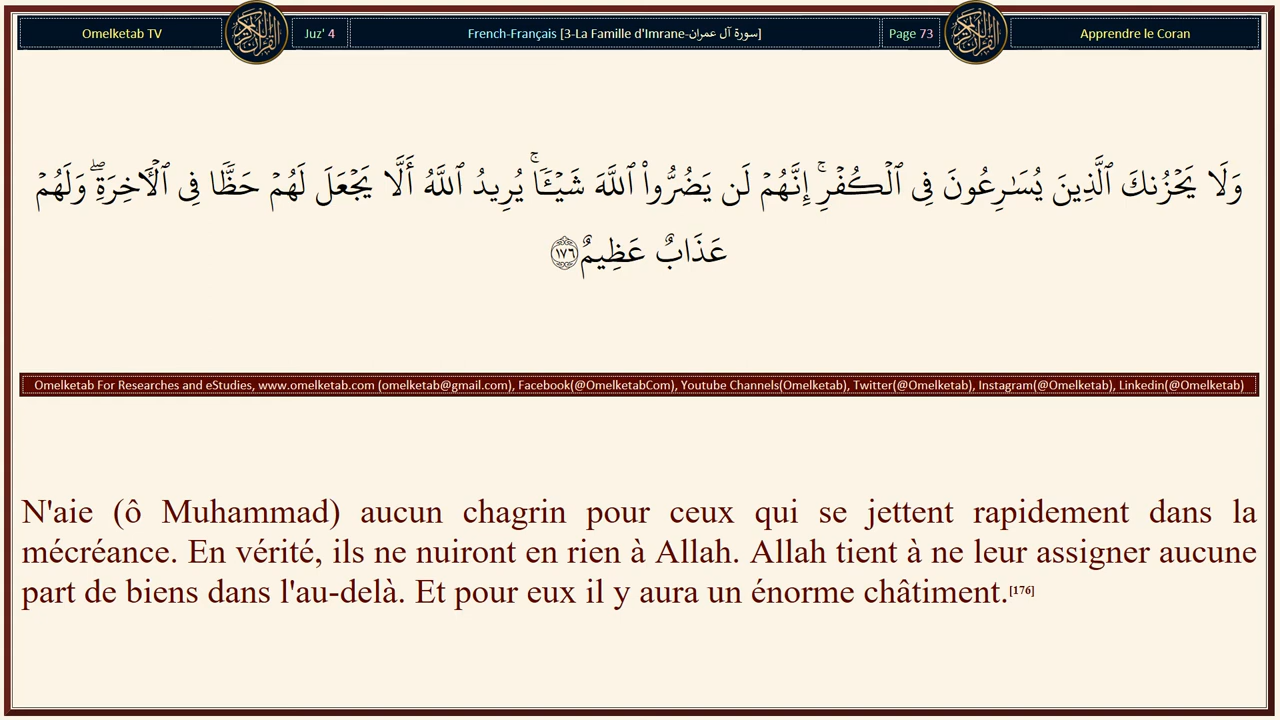 Omelketab TV
Juz' 4
French-Français [3-La Famille d'Imrane-سورة آل عمران]
Page 73
Apprendre le Coran
وَلَا يَحْزُنكَ ٱلَّذِينَ يُسَـٰرِعُونَ فِى ٱلْكُفْرِ ۚ إِنَّهُمْ لَن يَضُرُّوا۟ ٱللَّهَ شَيْـًٔا ۗ يُرِيدُ ٱللَّهُ أَلَّا يَجْعَلَ لَهُمْ حَظًّا فِى ٱلْـَٔاخِرَةِ ۖ وَلَهُمْ
عَذَابٌ عَظِيمٌ ١٧٦
Omelketab For Researches and eStudies, www.omelketab.com (omelketab@gmail.com), Facebook(@OmelketabCom), Youtube Channels(Omelketab), Twitter(@Omelketab), Instagram(@Omelketab), Linkedin(@Omelketab)
N'aie (ô Muhammad) aucun chagrin pour ceux qui se jettent rapidement dans la
mécréance. En vérité, ils ne nuiront en rien à Allah. Allah tient à ne leur assigner aucune
part de biens dans l'au-delà. Et pour eux il y aura un énorme châtiment.[176]